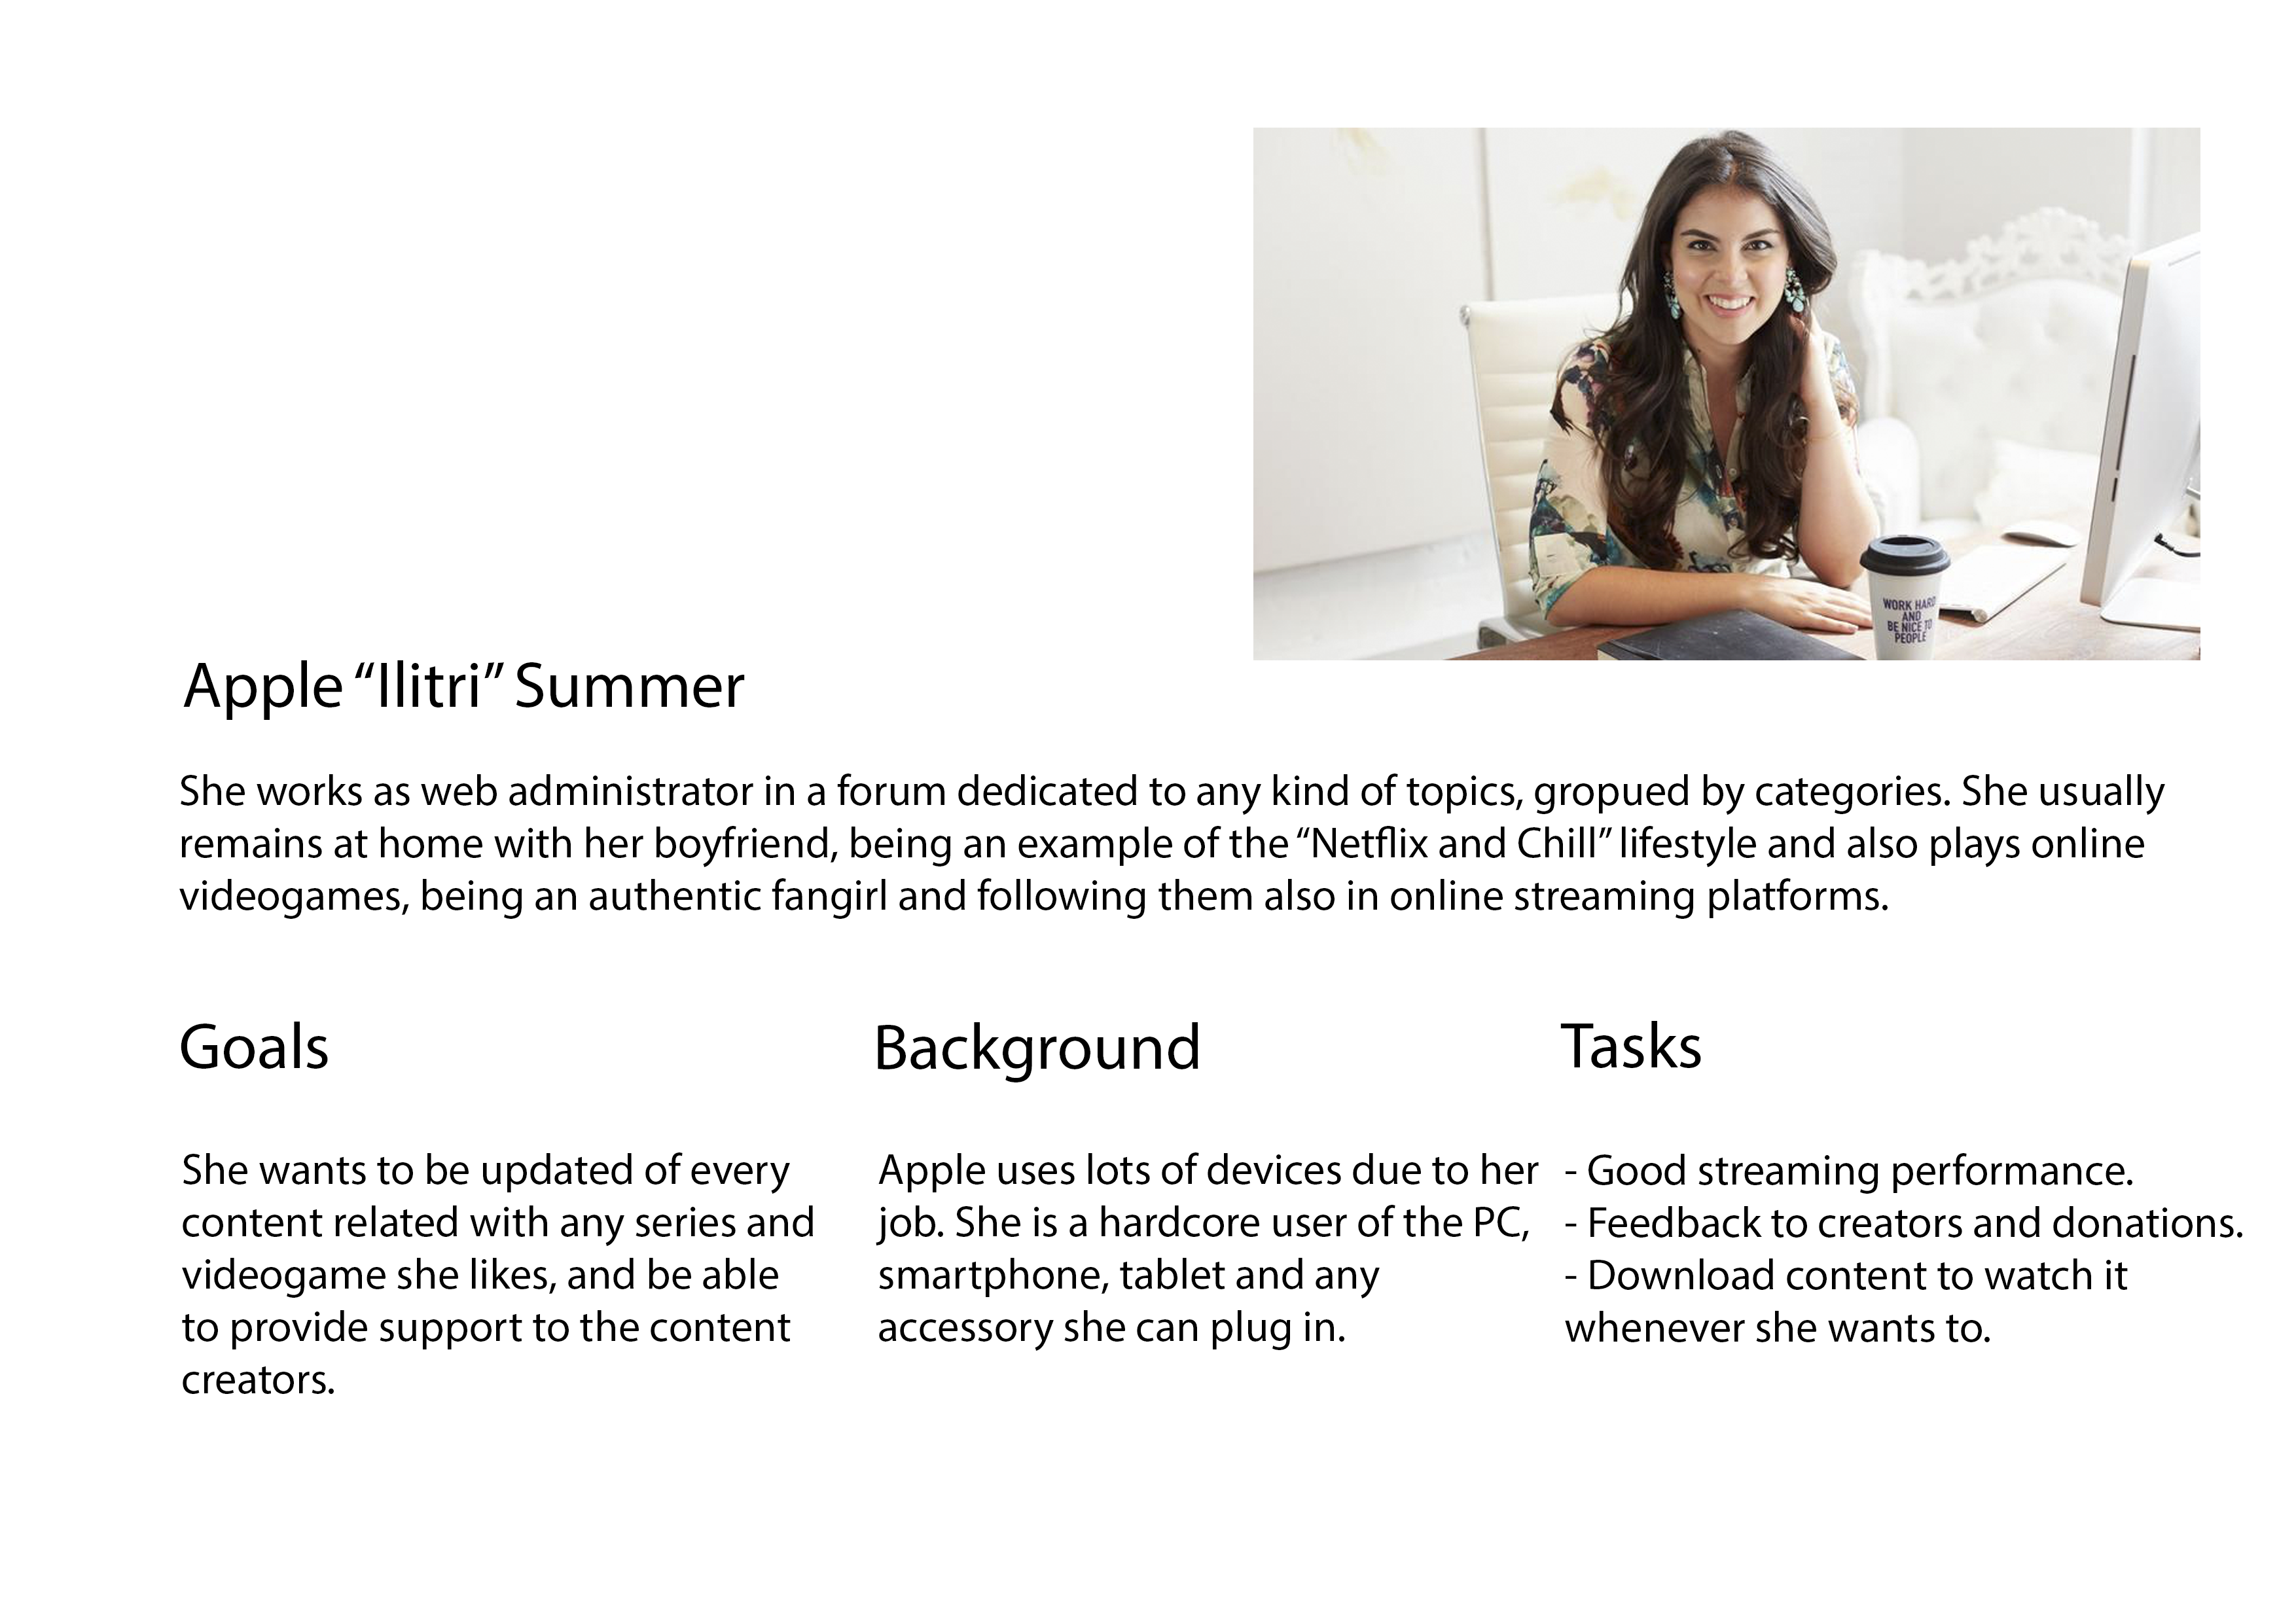 WORK HARD
AND
BE NICE TO
PEOPLE
Apple “Ilitri” Summer
She works as web administrator in a forum dedicated to any kind of topics, gropued by categories. She usually
remains at home with her boyfriend, being an example of the “Netflix and Chill” lifestyle and also plays online
videogames, being an authentic fangirl and following them also in online streaming platforms.
Goals
She wants to be updated of every
content related with any series and
videogame she likes, and be able
to provide support to the content
creators.
Background
Apple uses lots of devices due to her
job. She is a hardcore user of the PC,
smartphone, tablet and any
accessory she can plug in.
Tasks
- Good streaming performance.
- Feedback to creators and donations.
- Download content to watch it
whenever she wants to.